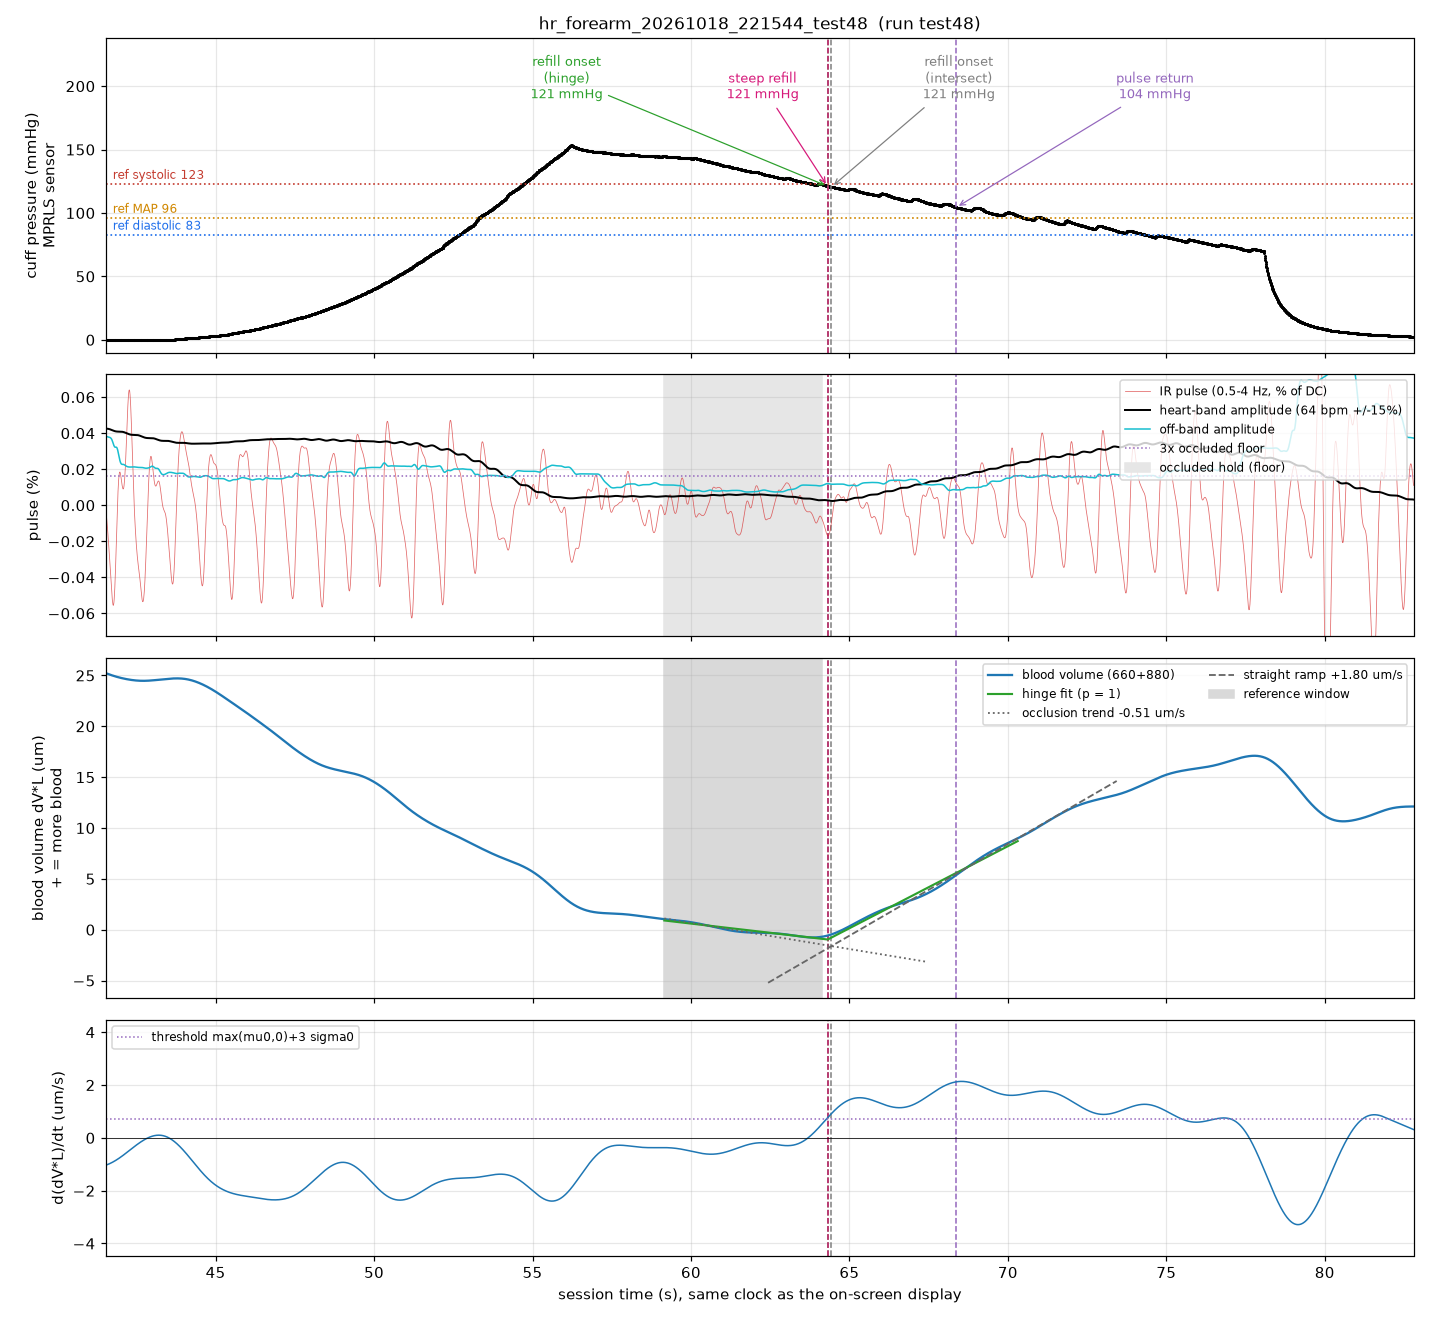 hr_forearm_20261018_221544_test48  (run test48)
refill onset
(hinge)
121 mmHg
steep refill
121 mmHg
refill onset
(intersect)
121 mmHg
pulse return
104 mmHg
ref systolic 123
ref MAP 96
ref diastolic 83
cuff pressure (mmHg)
MPRLS sensor
200
150
100
50
0
pulse (%)
0.06
0.04
0.02
0.00
−0.02
−0.04
−0.06
IR pulse (0.5-4 Hz, % of DC)
heart-band amplitude (64 bpm +/-15%)
off-band amplitude
3x occluded floor
occluded hold (floor)
blood volume dV*L (um)
+ = more blood
25
20
15
10
5
0
−5
blood volume (660+880)
hinge fit (p = 1)
occlusion trend -0.51 um/s
straight ramp +1.80 um/s
reference window
d(dV*L)/dt (um/s)
4
2
0
−2
−4
threshold max(mu0,0)+3 sigma0
45
50
55
60
65
70
75
80
session time (s), same clock as the on-screen display